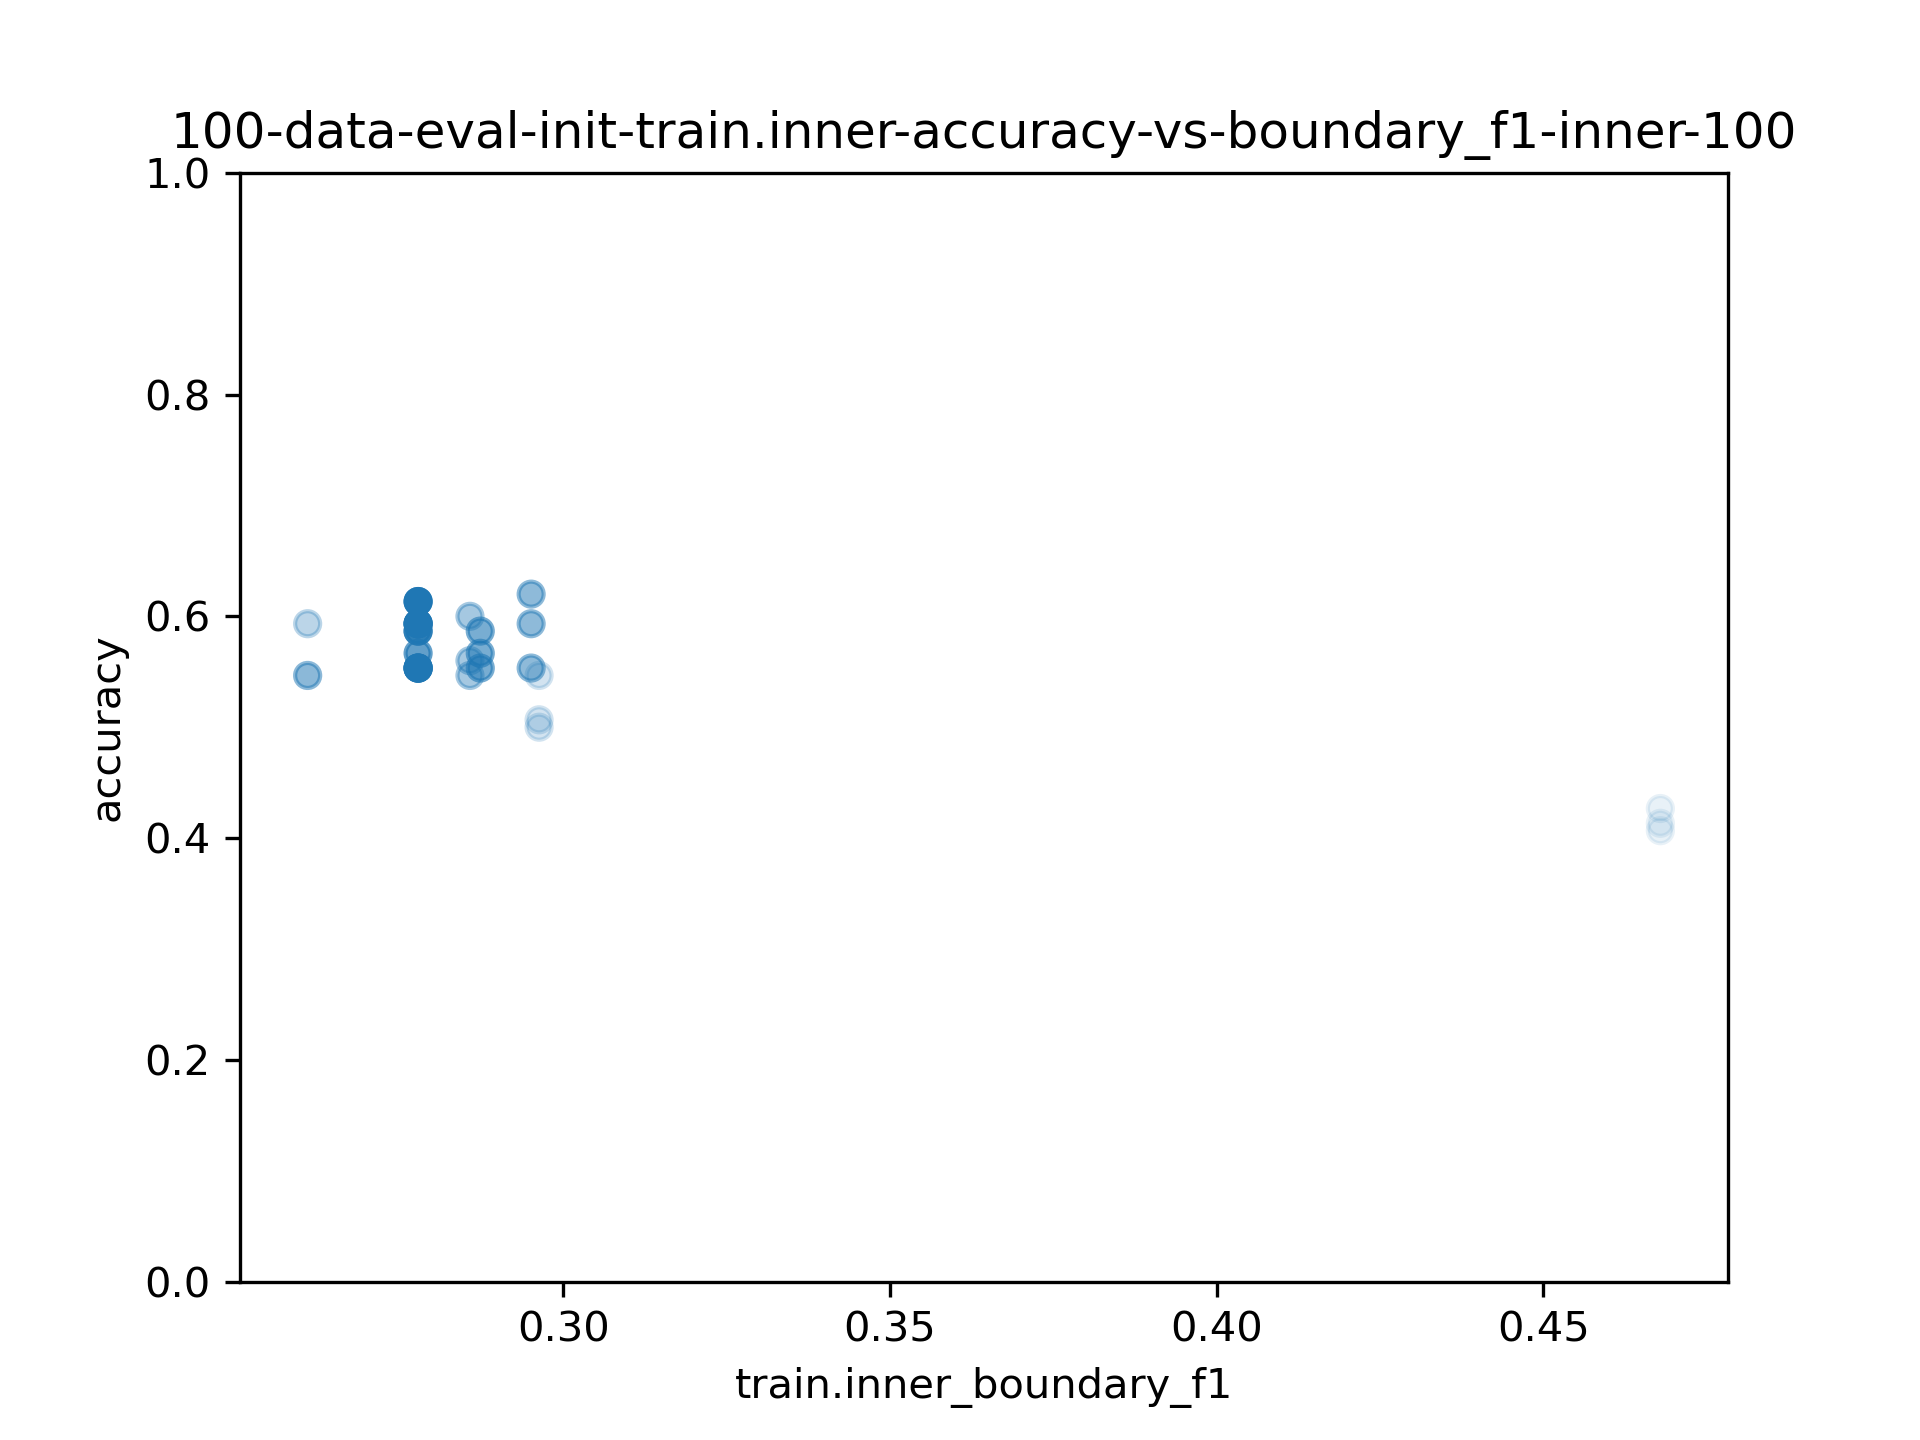 100-data-eval-init-train.inner-accuracy-vs-boundary_f1-inner-100
1.0
0.8
0.6
0.4
0.2
0.0
accuracy
0.30 0.35 0.40 0.45
train.inner_boundary_f1